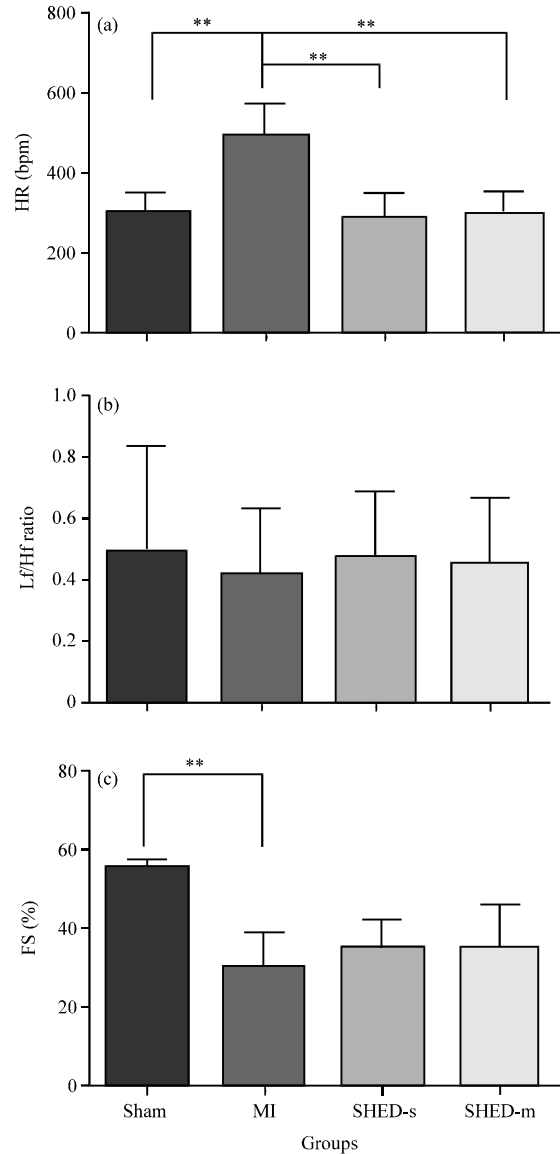 (a)
800
600
400
200
0
HR (bpm)
** **
**
(b)
1.0
0.8
0.6
0.4
0.2
0
Lf/Hf ratio
(c)
80
60
40
20
0
FS (%)
**
Sham MI SHED-s SHED-m
Groups